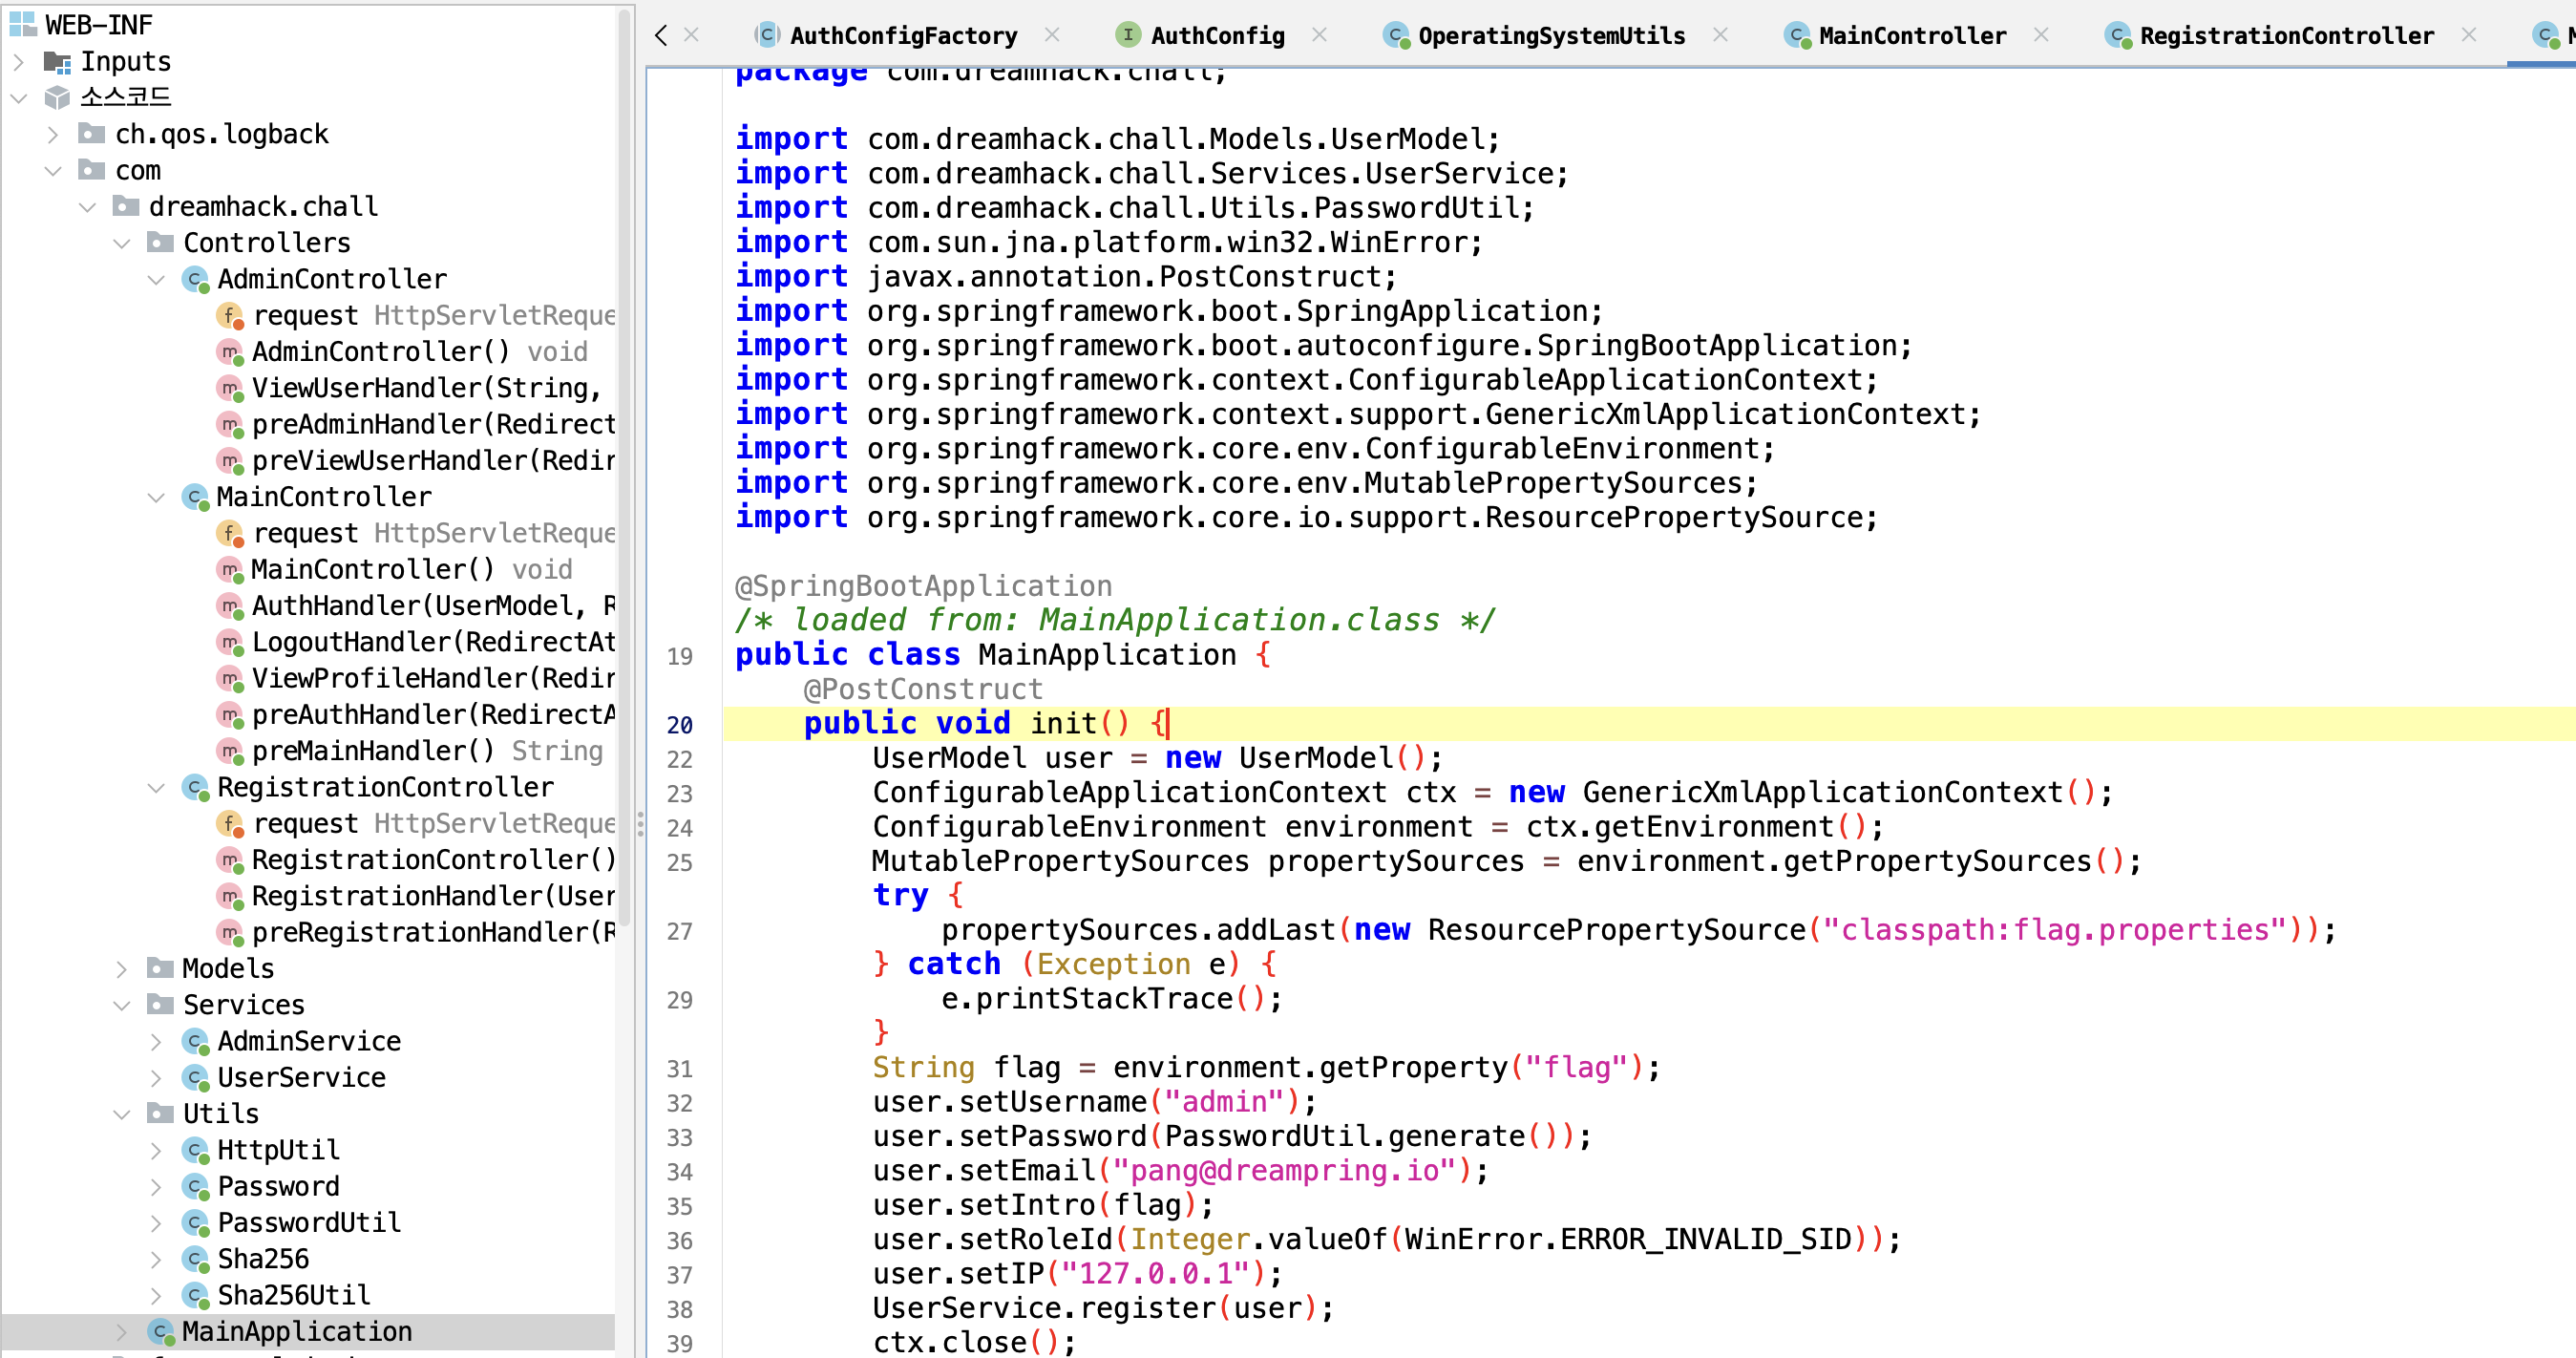 WEB-INF
Inputs
소스코드
ch.qos.logback
com
dreamhack.chall
Controllers
AdminController
request HttpServletReque
AdminController() void
ViewUserHandler(String,
preAdminHandler(Redirect
preViewUserHandler(Redir
MainController
request HttpServletReque
MainController() void
AuthHandler(UserModel, R
LogoutHandler(RedirectAt
ViewProfileHandler(Redir
preAuthHandler(RedirectA
preMainHandler() String
RegistrationController
request HttpServletReque
RegistrationController()
RegistrationHandler(User
preRegistrationHandler(R
Models
Services
AdminService
UserService
Utils
HttpUtil
Password
PasswordUtil
Sha256
Sha256Util
MainApplication
AuthConfigFactory AuthConfig OperatingSystemUtils MainController RegistrationController
package com.dreamhack.chall;
import com.dreamhack.chall.Models.UserModel;
import com.dreamhack.chall.Services.UserService;
import com.dreamhack.chall.Utils.PasswordUtil;
import com.sun.jna.platform.win32.WinError;
import javax.annotation.PostConstruct;
import org.springframework.boot.SpringApplication;
import org.springframework.boot.autoconfigure.SpringBootApplication;
import org.springframework.context.ConfigurableApplicationContext;
import org.springframework.context.support.GenericXmlApplicationContext;
import org.springframework.core.env.ConfigurableEnvironment;
import org.springframework.core.env.MutablePropertySources;
import org.springframework.core.io.support.ResourcePropertySource;
@SpringBootApplication
/* loaded from: MainApplication.class */
19 public class MainApplication {
@PostConstruct
20 public void init() {
22 UserModel user = new UserModel();
23 ConfigurableApplicationContext ctx = new GenericXmlApplicationContext();
24 ConfigurableEnvironment environment = ctx.getEnvironment();
25 MutablePropertySources propertySources = environment.getPropertySources();
try {
27 propertySources.addLast(new ResourcePropertySource("classpath:flag.properties"));
} catch (Exception e) {
29 e.printStackTrace();
}
31 String flag = environment.getProperty("flag");
32 user.setUsername("admin");
33 user.setPassword(PasswordUtil.generate());
34 user.setEmail("pang@dreampring.io");
35 user.setIntro(flag);
36 user.setRoleId(Integer.valueOf(WinError.ERROR_INVALID_SID));
37 user.setIP("127.0.0.1");
38 UserService.register(user);
39 ctx.close();